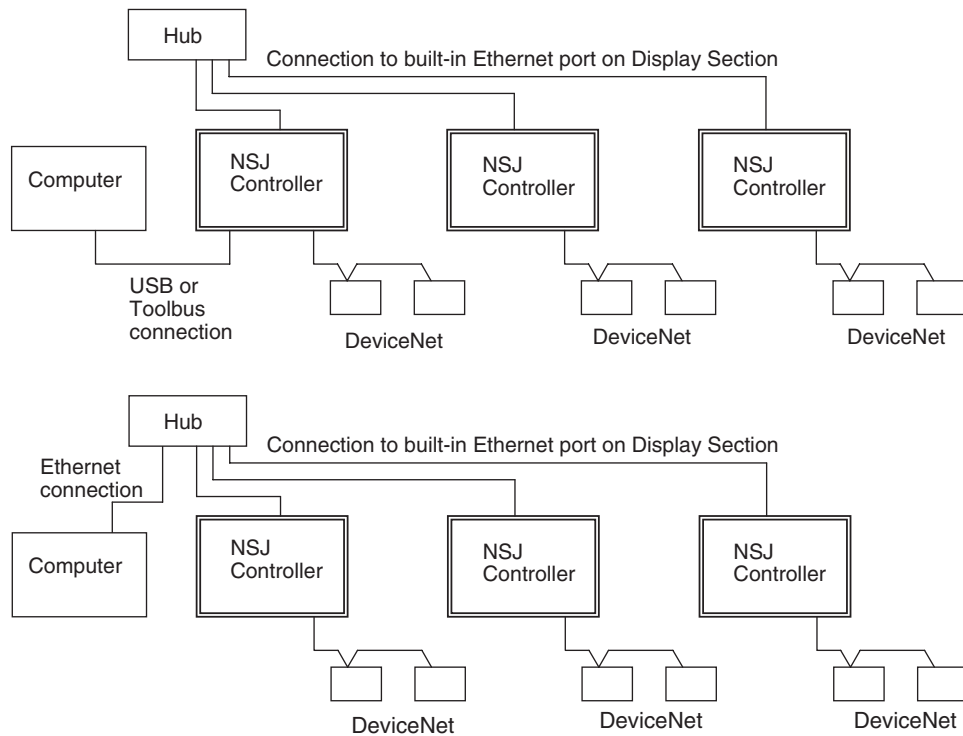 Hub
Connection to built-in Ethernet port on Display Section
Computer
NSJ
Controller
NSJ
Controller
NSJ
Controller
USB or
Toolbus
connection
DeviceNet
DeviceNet
DeviceNet
Hub
Connection to built-in Ethernet port on Display Section
Ethernet
connection
Computer
NSJ
Controller
NSJ
Controller
NSJ
Controller
DeviceNet
DeviceNet
DeviceNet